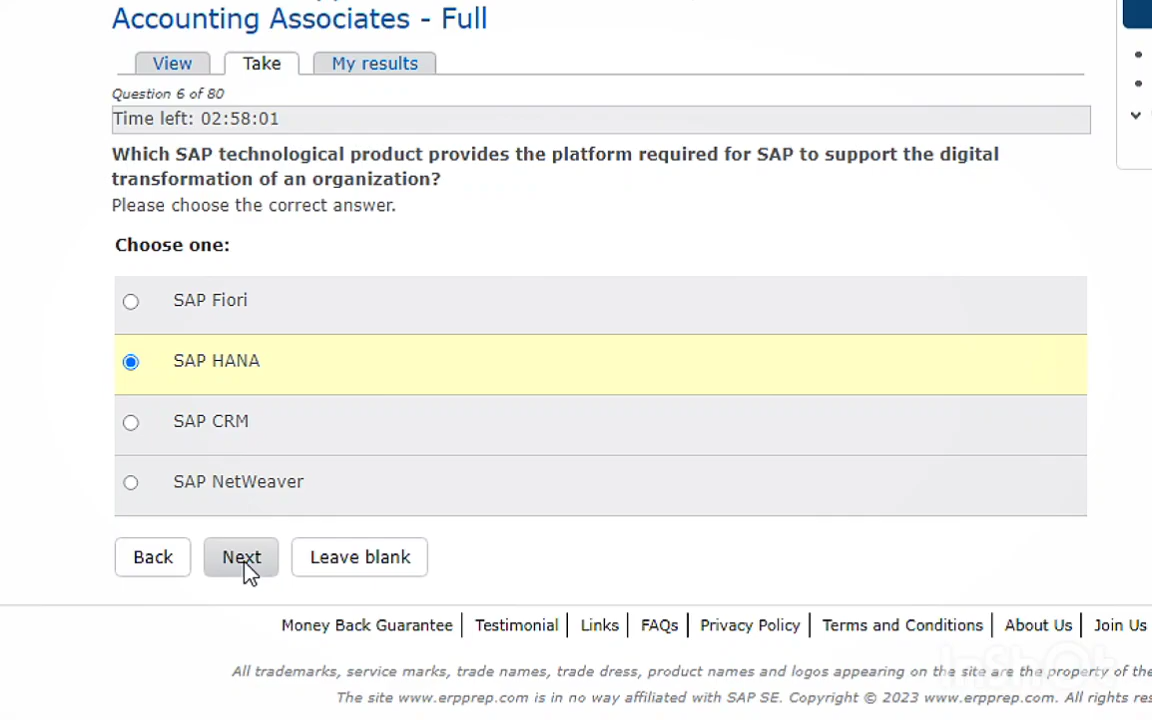 Accounting Associates - Full
View Take My results
Question 6 of 80
Time left: 02:58:01
Which SAP technological product provides the platform required for SAP to support the digital
transformation of an organization?
Please choose the correct answer.
Choose one:
SAP Fiori
SAP HANA
SAP CRM
SAP NetWeaver
Back Next Leave blank
Money Back Guarantee Testimonial Links FAQs Privacy Policy Terms and Conditions About Us Join Us
All trademarks, service marks, trade names, trade dress, product names and logos appearing on the site are the property of the
The site www.erpprep.com is in no way affiliated with SAP SE. Copyright © 2023 www.erpprep.com. All rights res
InShOt